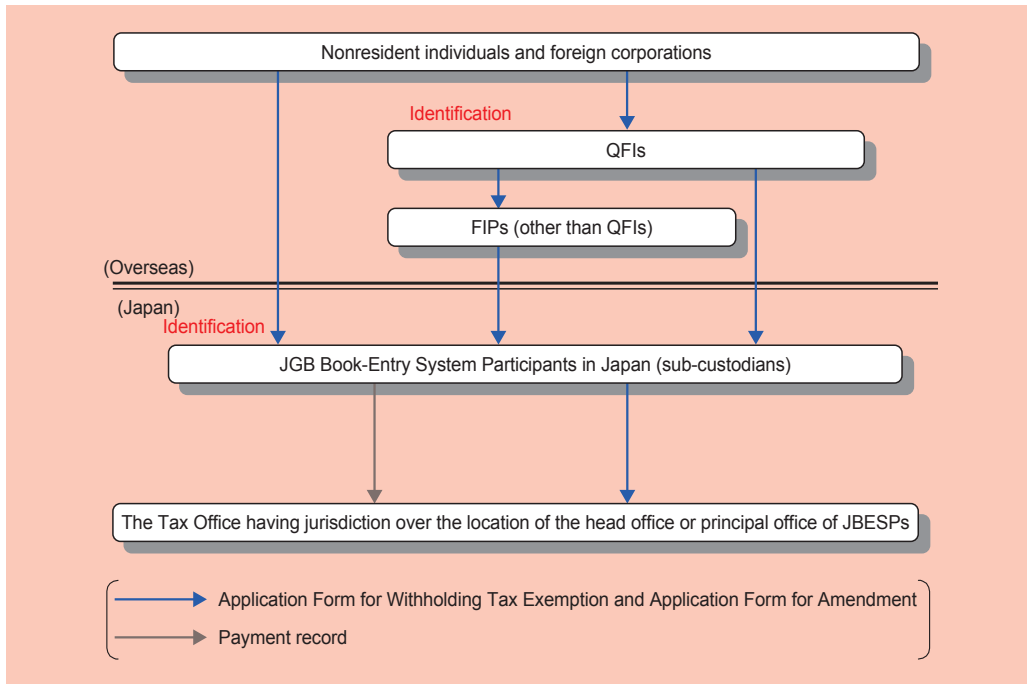 Nonresident individuals and foreign corporations
Identification
QFIs
FIPs (other than QFIs)
(Overseas)
(Japan)
Identification
JGB Book-Entry System Participants in Japan (sub-custodians)
The Tax Office having jurisdiction over the location of the head office or principal office of JBESPs
Application Form for Withholding Tax Exemption and Application Form for Amendment
Payment record